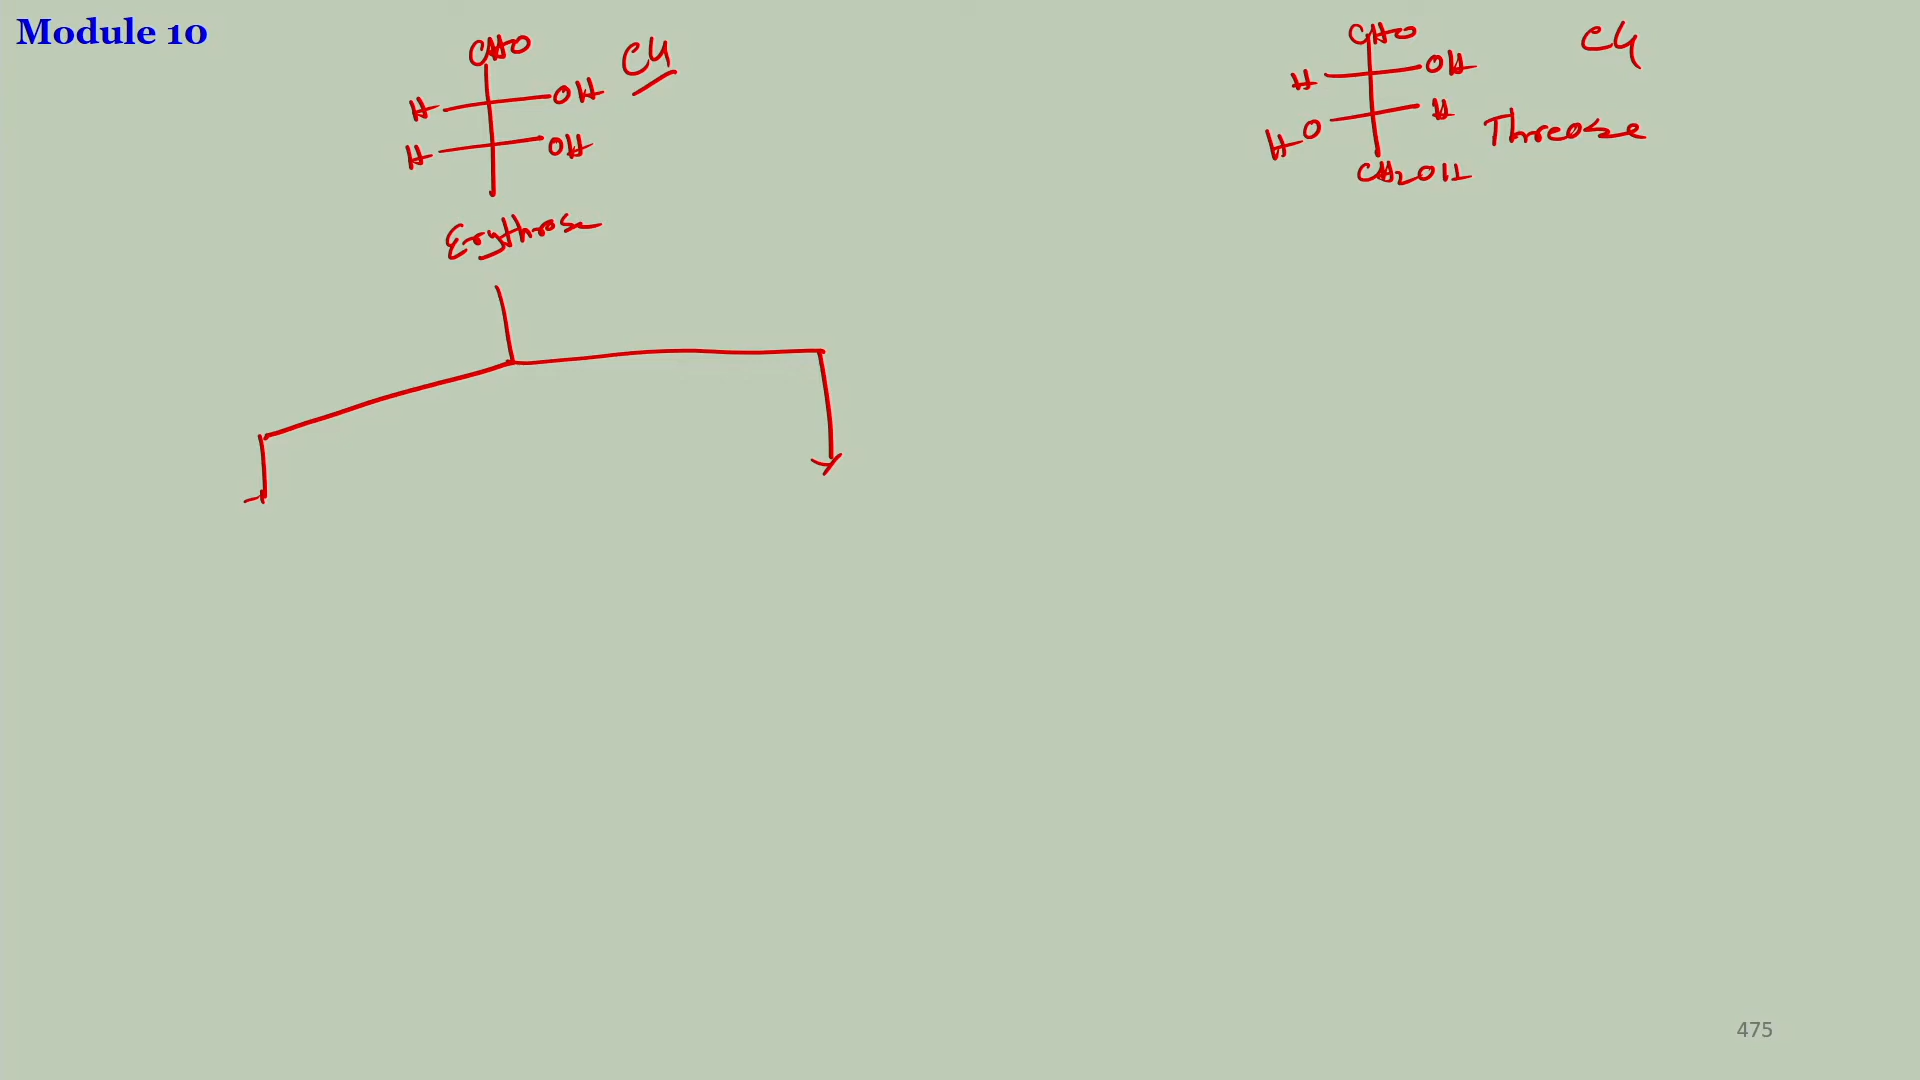 Module 10
CHO
C4
H OH
H OH
Erythrose
CHO
C4
H OH
HO H
Threose
CH2OH
475